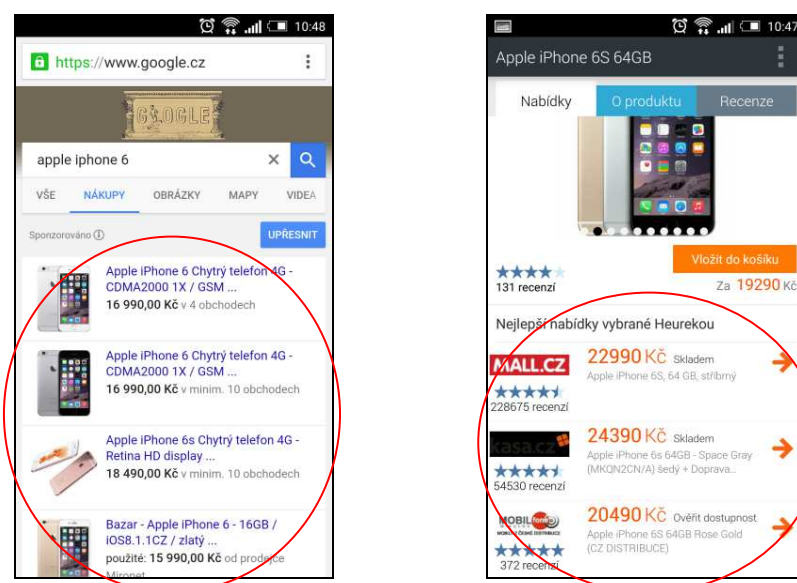 10:48
https://www.google.cz
GOOGLE
apple iphone 6
VŠE NÁKUPY OBRÁZKY MAPY VIDEA
Sponzorováno
UPŘESNIT
Apple iPhone 6 Chytrý telefon 4G -
CDMA2000 1X / GSM ...
16 990,00 Kč v 4 obchodech
Apple iPhone 6 Chytrý telefon 4G -
CDMA2000 1X / GSM ...
16 990,00 Kč v minim. 10 obchodech
Apple iPhone 6s Chytrý telefon 4G -
Retina HD display ...
18 490,00 Kč v minim. 10 obchodech
Bazar - Apple iPhone 6 - 16GB /
iOS8.1.1CZ / zlatý ...
použité: 15 990,00 Kč od prodejce
Mironet
10:47
Apple iPhone 6S 64GB
Nabídky O produktu Recenze
Vložit do košíku
131 recenzí
Za 19290 Kč
Nejlepší nabídky vybrané Heurekou
MALL.CZ
22990 Kč Skladem
Apple iPhone 6S, 64 GB, stříbrný
228675 recenzí
kasa.cz
24390 Kč Skladem
Apple iPhone 6s 64GB - Space Gray
(MKQN2CN/A) šedý + Doprava...
54530 recenzí
MOBIL fone
20490 Kč Ověřit dostupnost
Apple iPhone 6S 64GB Rose Gold
(CZ DISTRIBUCE)
372 recenzí